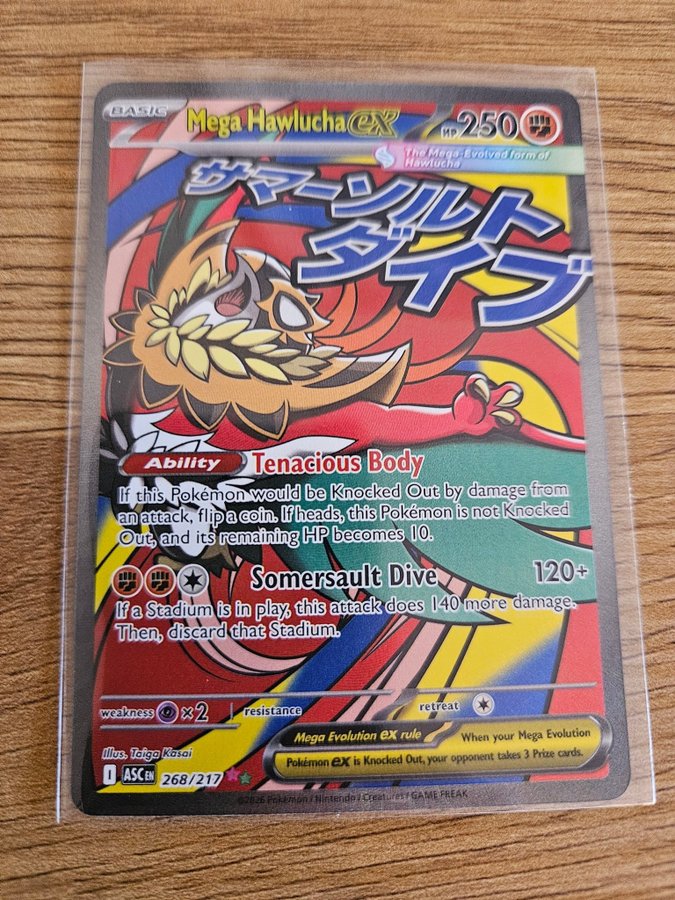 BASIC
Mega Hawlucha ex
HP 250
The Mega-Evolved form of
Hawlucha
サマーソルト
ダイブ
Ability Tenacious Body
If this Pokémon would be Knocked Out by damage from
an attack, flip a coin. If heads, this Pokémon is not Knocked
Out, and its remaining HP becomes 10.
Somersault Dive 120+
If a Stadium is in play, this attack does 140 more damage.
Then, discard that Stadium.
weakness ×2 resistance retreat
Mega Evolution ex rule When your Mega Evolution
Pokémon ex is Knocked Out, your opponent takes 3 Prize cards.
Illus. Taiga Kasai
I ASC EN 268/217
©2026 Pokémon / Nintendo / Creatures / GAME FREAK